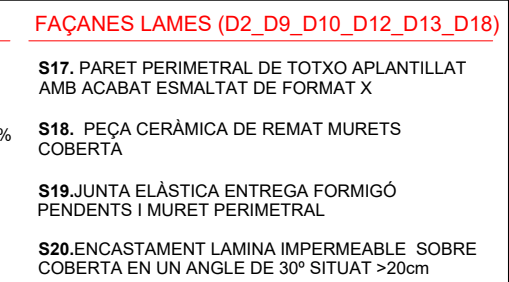 FAÇANES LAMES (D2_D9_D10_D12_D13_D18)
S17. PARET PERIMETRAL DE TOTXO APLANTILLAT
AMB ACABAT ESMALTAT DE FORMAT X
%
S18. PEÇA CERÀMICA DE REMAT MURETS
COBERTA
S19.JUNTA ELÀSTICA ENTREGA FORMIGÓ
PENDENTS I MURET PERIMETRAL
S20.ENCASTAMENT LAMINA IMPERMEABLE SOBRE
COBERTA EN UN ANGLE DE 30º SITUAT >20cm